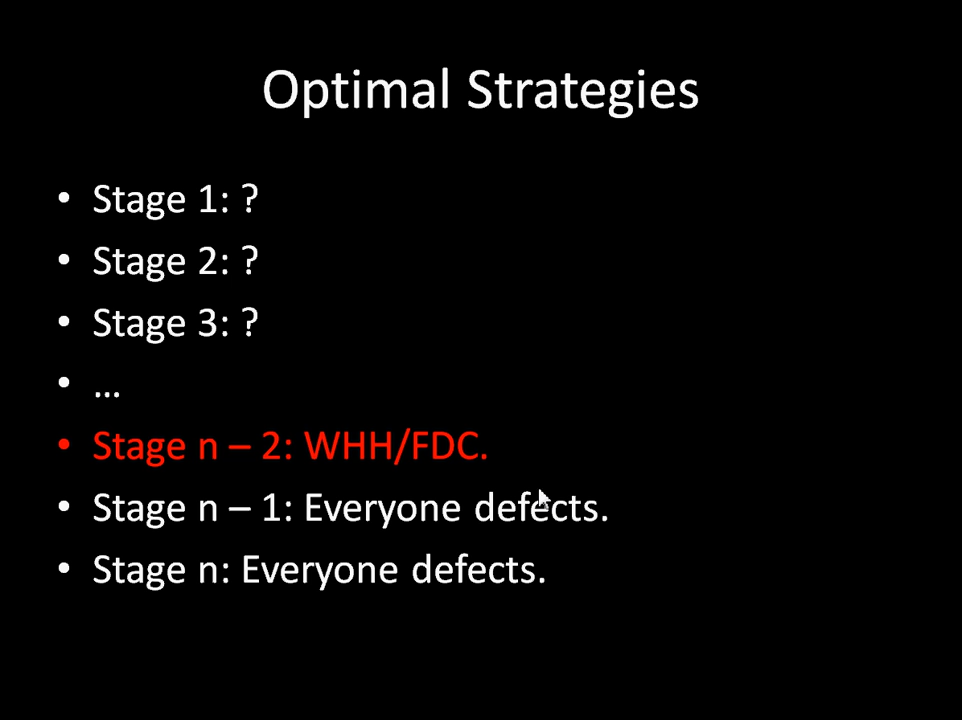 Optimal Strategies
• Stage 1: ?
• Stage 2: ?
• Stage 3: ?
• …
• Stage n – 2: WHH/FDC.
• Stage n – 1: Everyone defects.
• Stage n: Everyone defects.